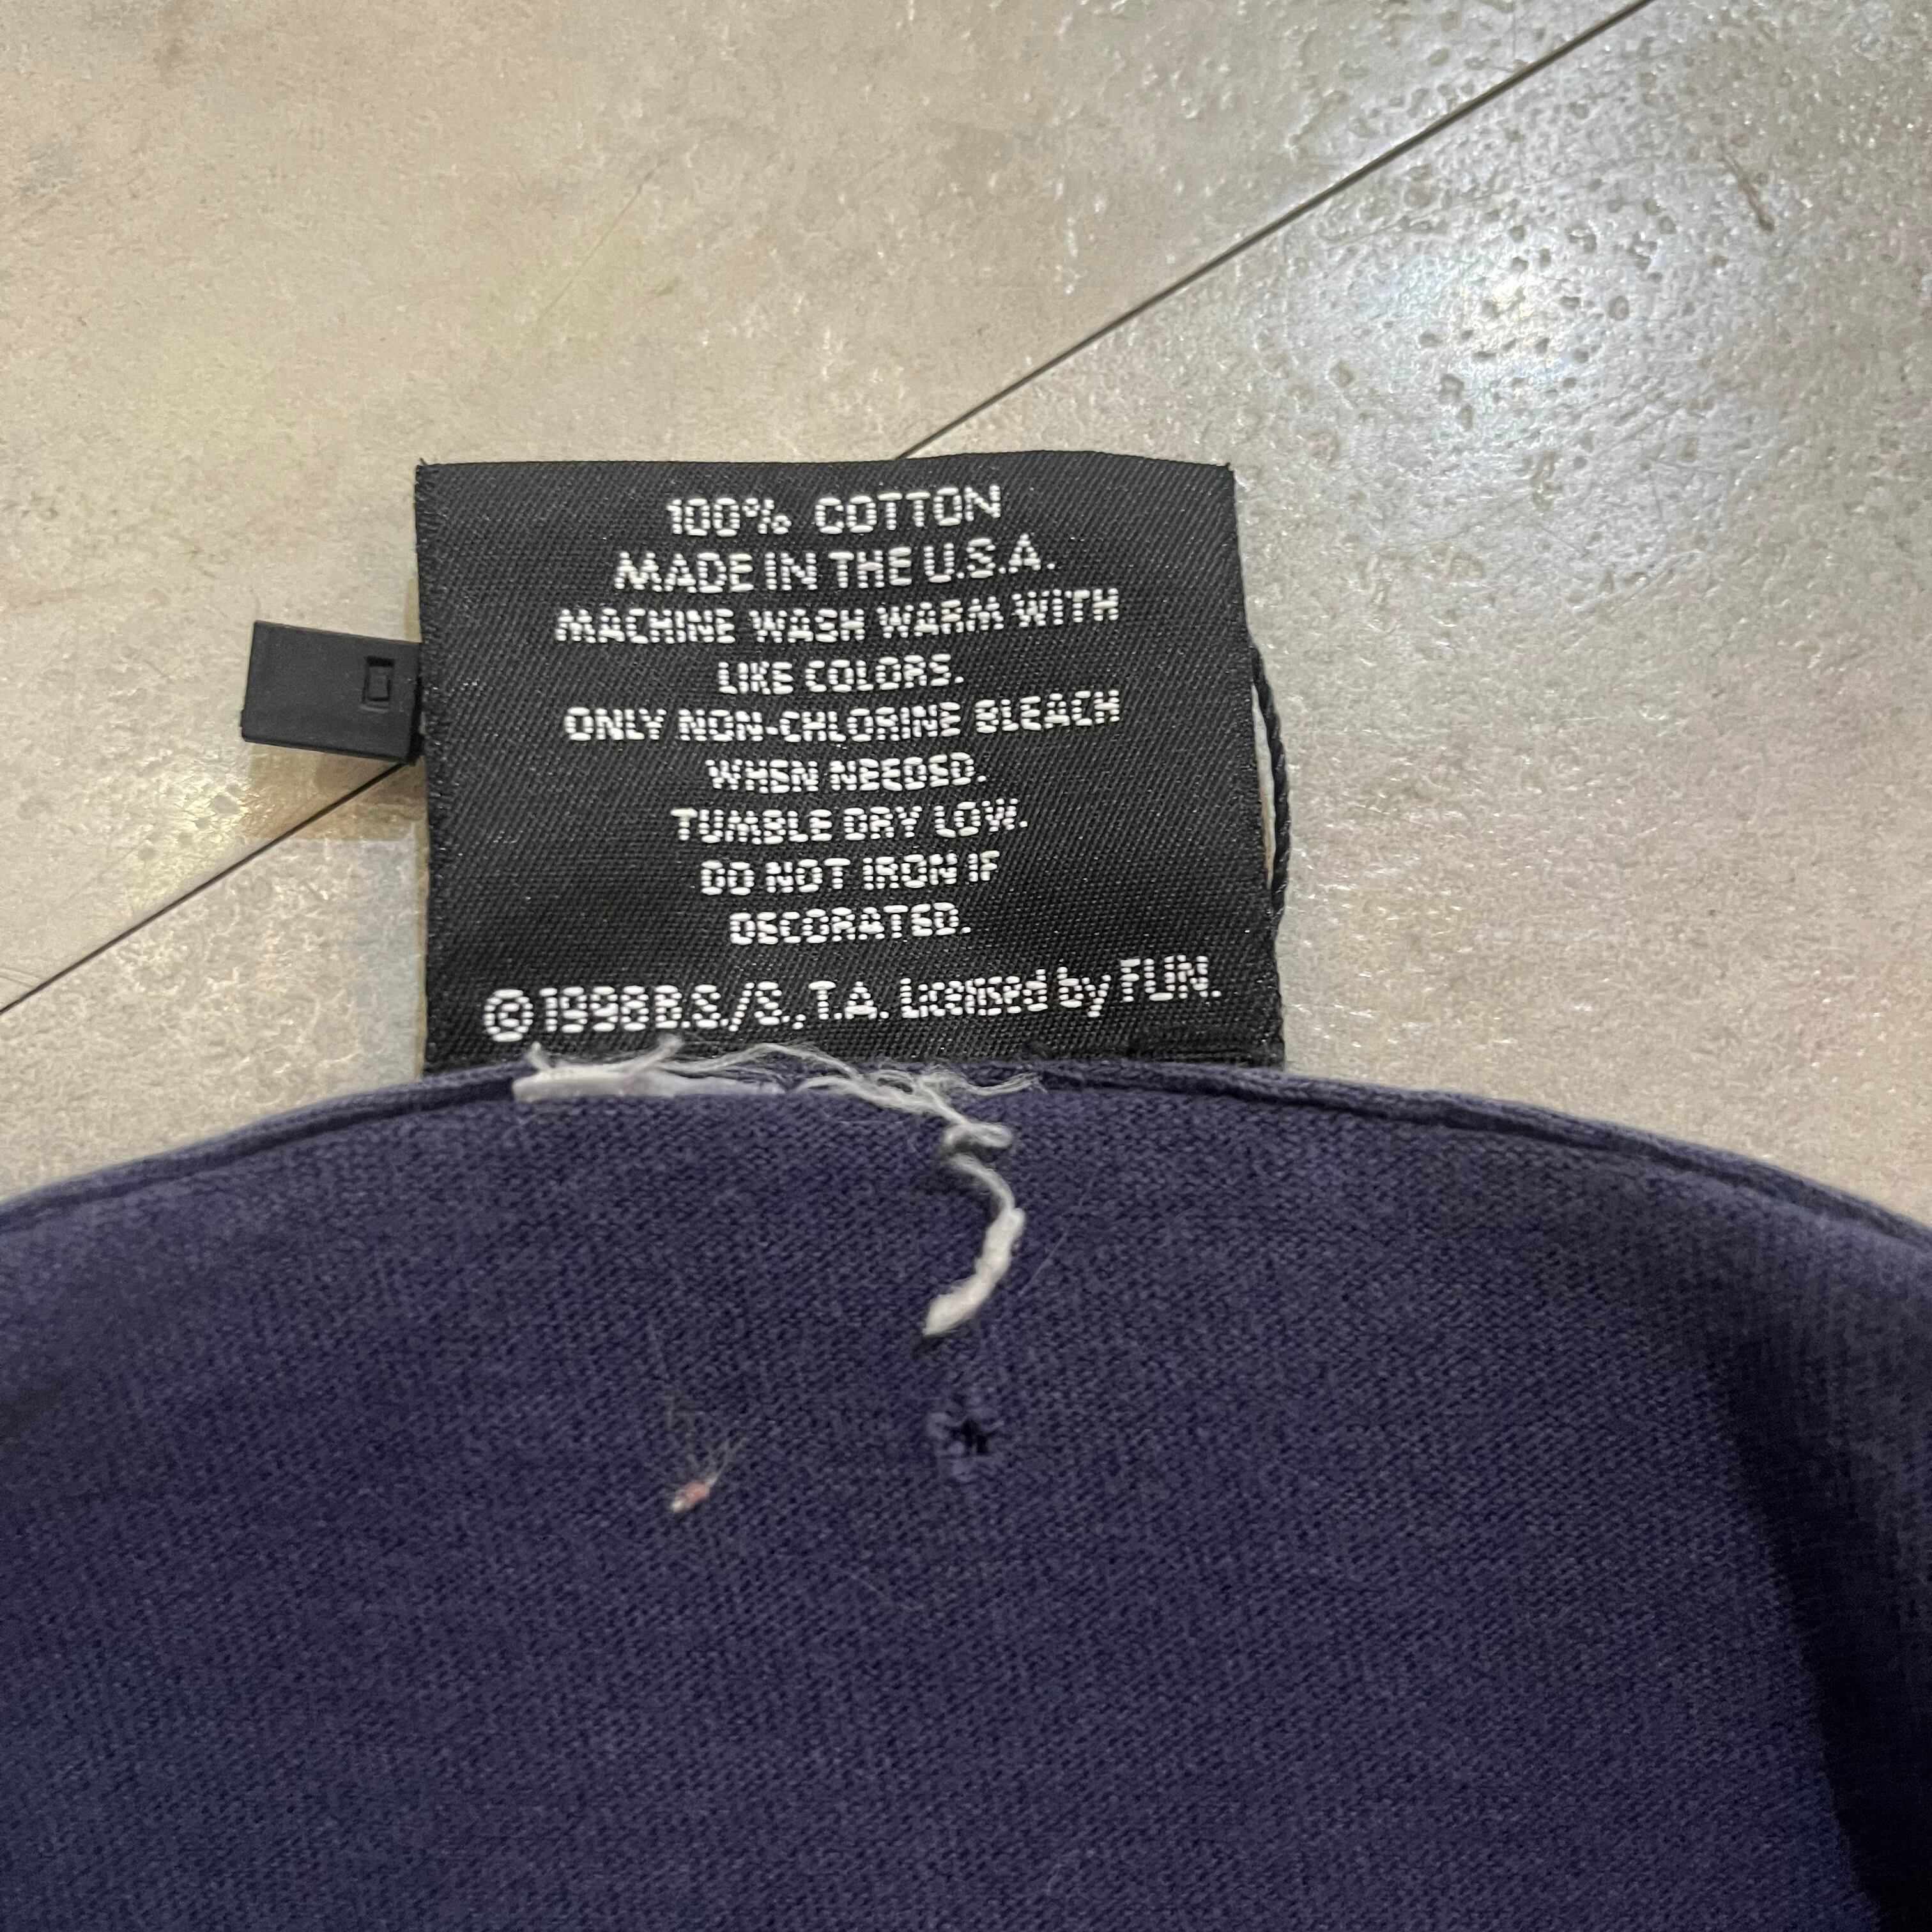 100% COTTON
MADE IN THE U.S.A.
MACHINE WASH WARM WITH
LIKE COLORS.
ONLY NON-CHLORINE BLEACH
WHEN NEEDED.
TUMBLE DRY LOW.
DO NOT IRON IF
DECORATED.
©1998B.S./S.,T.A. Licensed by FUN.